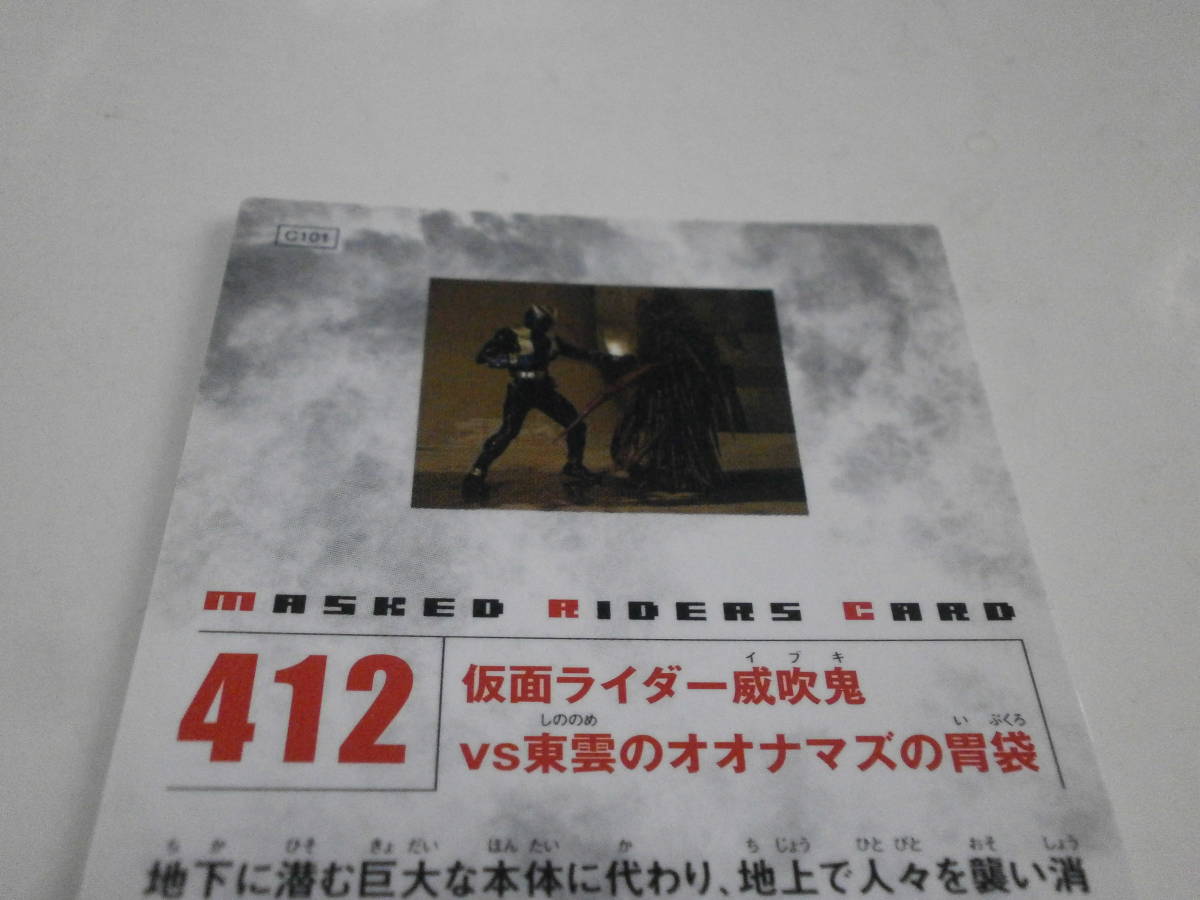 C101
MASKED RIDERS CARD
412
イブキ
仮面ライダー威吹鬼
しののめ いぶくろ
vs東雲のオオナマズの胃袋
ちか ひそ きょだい ほんたい か ちじょう ひとびと おそ しょう
地下に潜む巨大な本体に代わり、地上で人々を襲い消